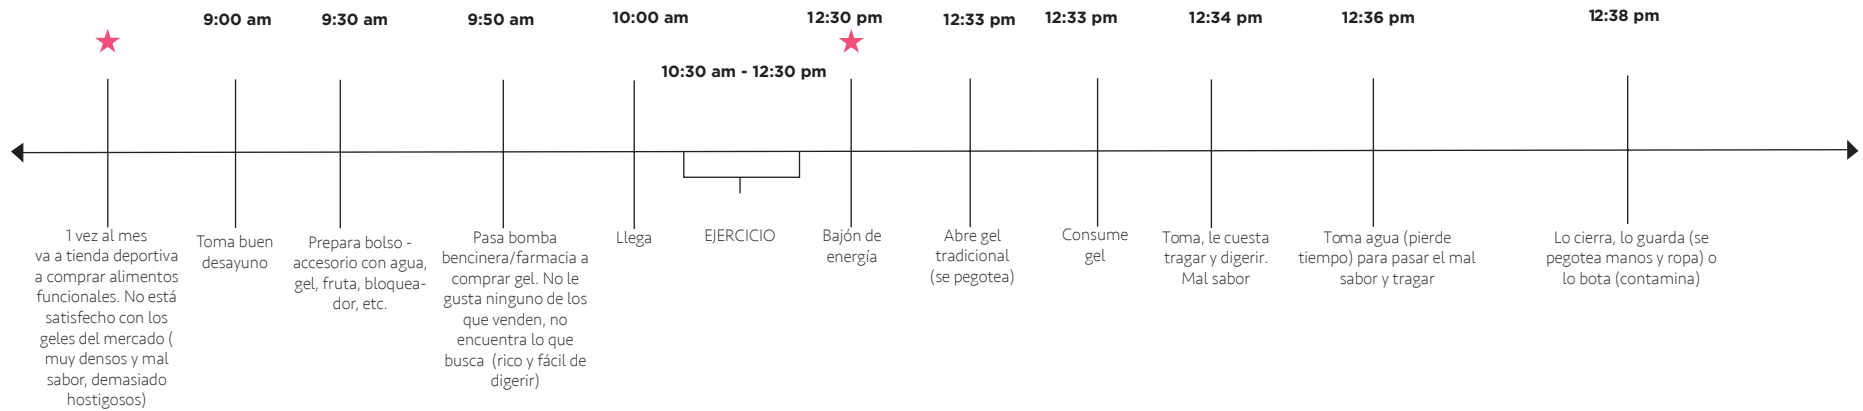 9:00 am
9:30 am
9:50 am
10:00 am
10:30 am - 12:30 pm
12:30 pm
12:33 pm
12:33 pm
12:34 pm
12:36 pm
12:38 pm
1 vez al mes
va a tienda deportiva
a comprar alimentos
funcionales. No está
satisfecho con los
geles del mercado (
muy densos y mal
sabor, demasiado
hostigosos)
Toma buen
desayuno
Prepara bolso -
accesorio con agua,
gel, fruta, bloquea-
dor, etc.
Pasa bomba
bencinera/farmacia a
comprar gel. No le
gusta ninguno de los
que venden, no
encuentra lo que
busca (rico y fácil de
digerir)
Llega
EJERCICIO
Bajón de
energía
Abre gel
tradicional
(se pegotea)
Consume
gel
Toma, le cuesta
tragar y digerir.
Mal sabor
Toma agua (pierde
tiempo) para pasar el mal
sabor y tragar
Lo cierra, lo guarda (se
pegotea manos y ropa) o
lo bota (contamina)